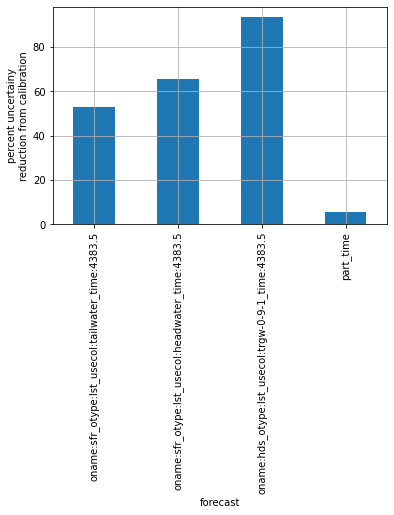 percent uncertainy
reduction from calibration
80
60
40
20
0
oname:sfr_otype:lst_usecol:tailwater_time:4383.5
oname:sfr_otype:lst_usecol:headwater_time:4383.5
oname:hds_otype:lst_usecol:trgw-0-9-1_time:4383.5
part_time
forecast